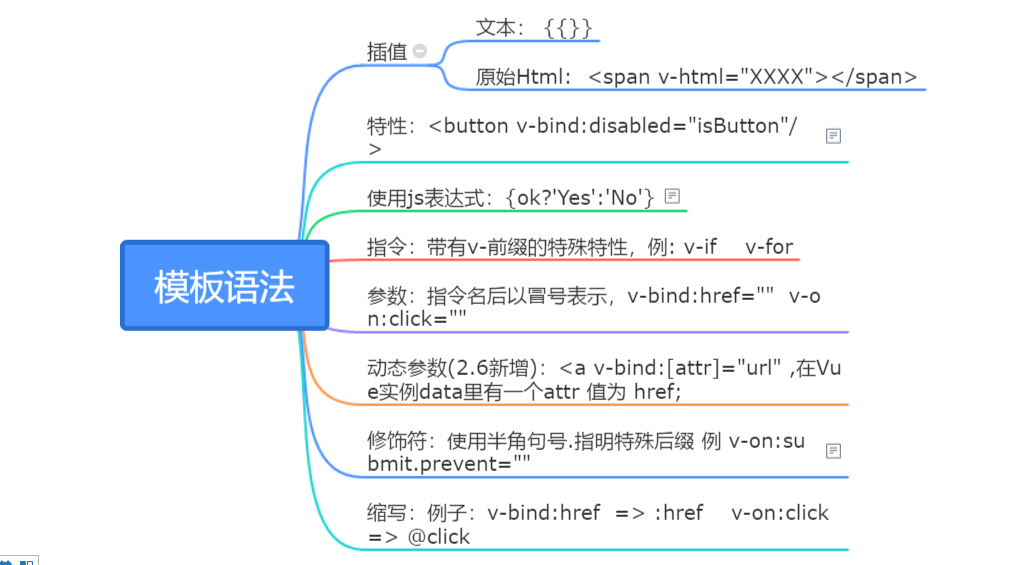 文本： {{}}
插值
原始Html： <span v-html="XXXX"></span>
特性：<button v-bind:disabled="isButton"/
>
使用js表达式：{ok?'Yes':'No'}
指令：带有v-前缀的特殊特性，例: v-if v-for
模板语法
参数：指令名后以冒号表示，v-bind:href="" v-o
n:click=""
动态参数(2.6新增)：<a v-bind:[attr]="url" ,在Vu
e实例data里有一个attr 值为 href;
修饰符：使用半角句号.指明特殊后缀 例 v-on:su
bmit.prevent=""
缩写：例子：v-bind:href => :href v-on:click
=> @click